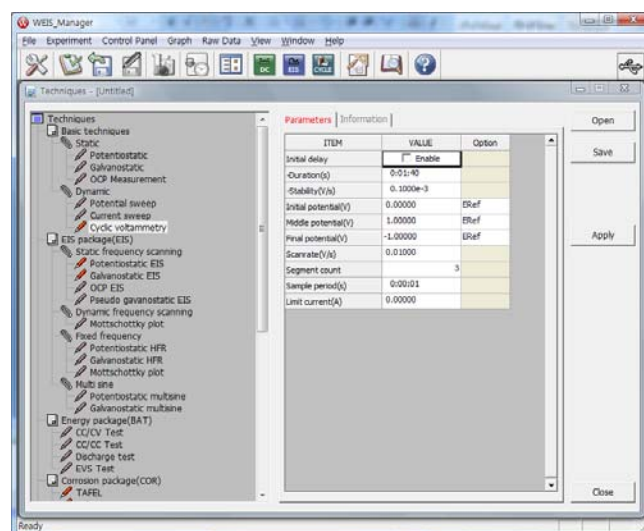 WEIS_Manager
File Experiment Control Panel Graph Raw Data View Window Help
DC EIS CYCLE
Techniques - [Untitled]
Techniques
Basic techniques
Static
Potentiostatic
Galvanostatic
OCP Measurement
Dynamic
Potential sweep
Current sweep
Cyclic voltammetry
EIS package(EIS)
Static frequency scanning
Potentiostatic EIS
Galvanostatic EIS
OCP EIS
Pseudo gavanostatic EIS
Dynamic frequency scanning
Mottschottky plot
Fixed frequency
Potentiostatic HFR
Galvanostatic HFR
Mottschottky plot
Multi sine
Potentiostatic multisine
Galvanostatic multisine
Energy package(BAT)
CC/CV Test
CC/CC Test
Discharge test
EVS Test
Corrosion package(COR)
TAFEL
Parameters Information
ITEM VALUE Option
Initial delay Enable
-Duration(s) 0:01:40
-Stability(V/s) 0.1000e-3
Initial potential(V) 0.00000 ERef
Middle potential(V) 1.00000 ERef
Final potential(V) -1.00000 ERef
Scanrate(V/s) 0.01000
Segment count 3
Sample period(s) 0:00:01
Limit current(A) 0.00000
Open
Save
Apply
Close
Ready